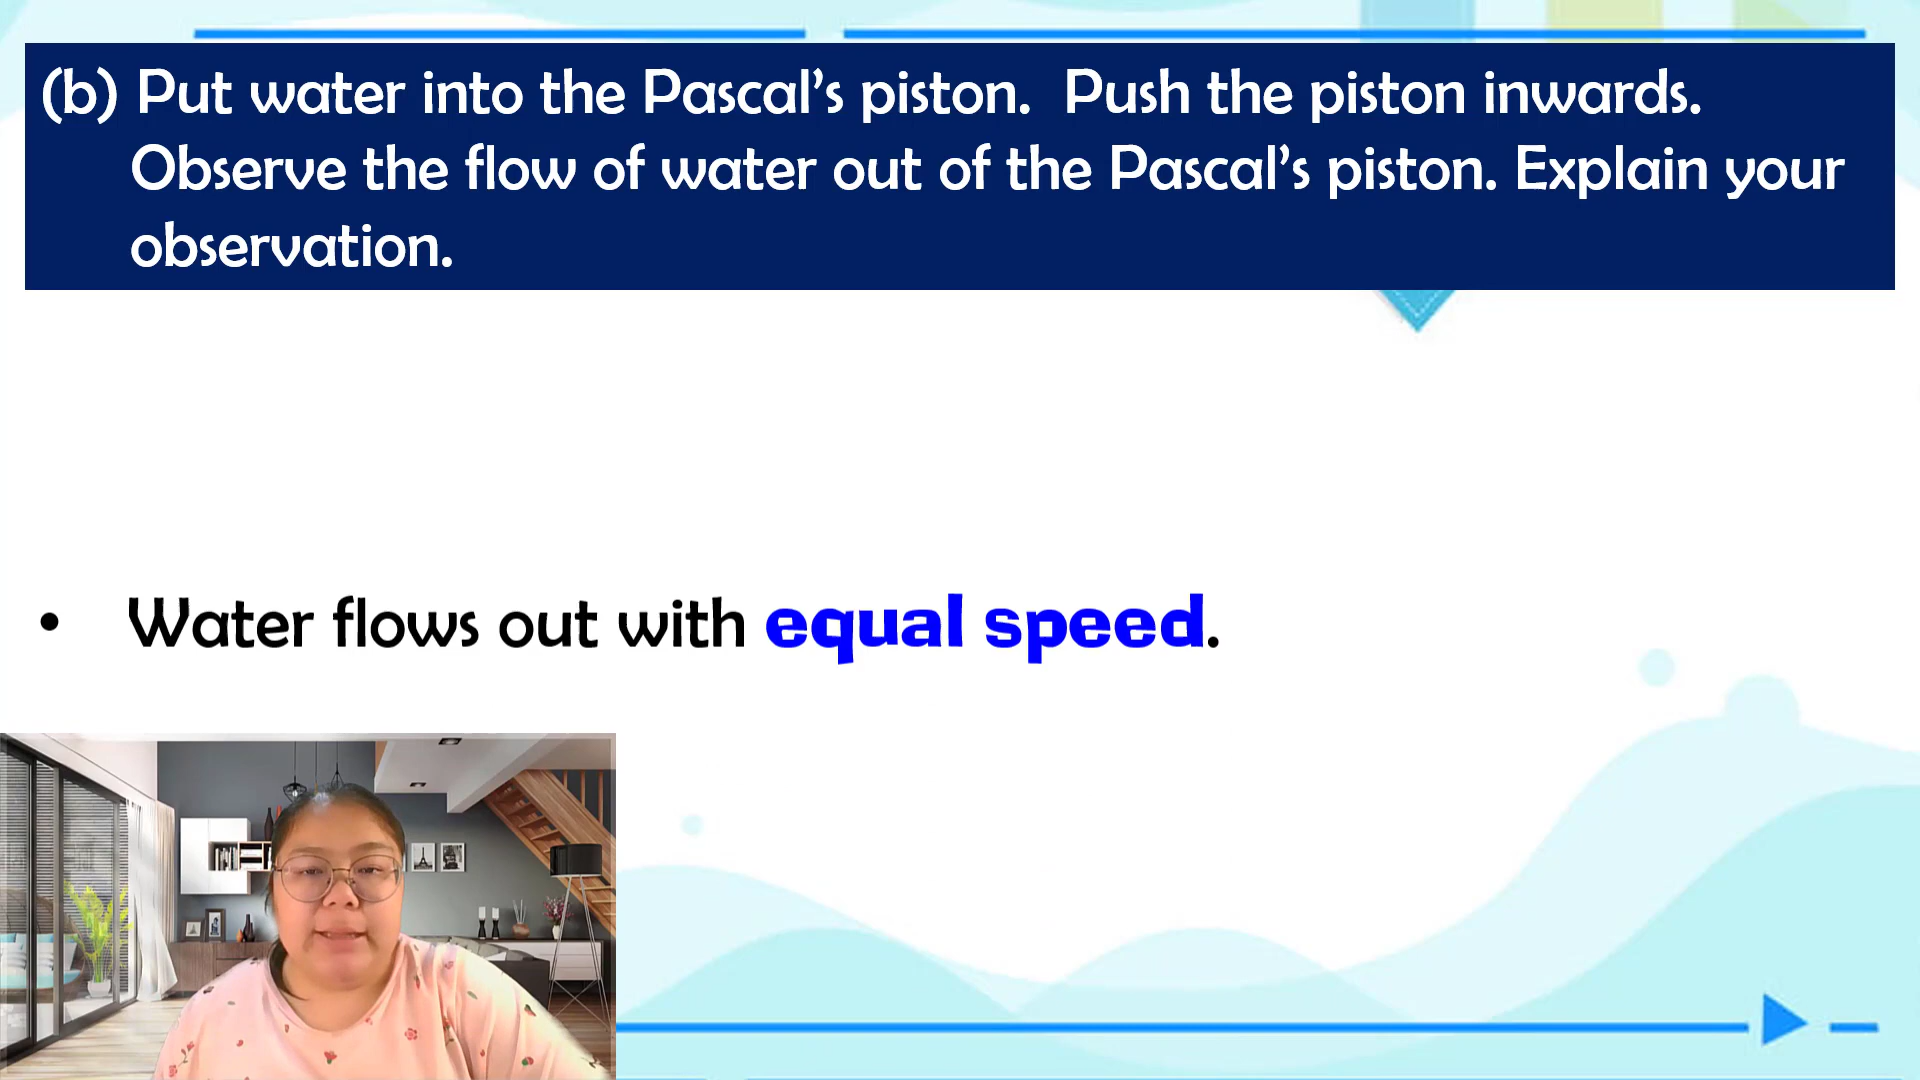 (b) Put water into the Pascal’s piston.  Push the piston inwards.
Observe the flow of water out of the Pascal’s piston. Explain your
observation.
• Water flows out with equal speed.